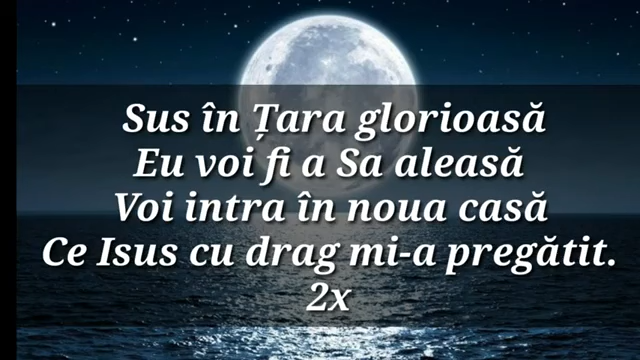 Sus în Țara glorioasă
Eu voi fi a Sa aleasă
Voi intra în noua casă
Ce Isus cu drag mi-a pregătit.
2x